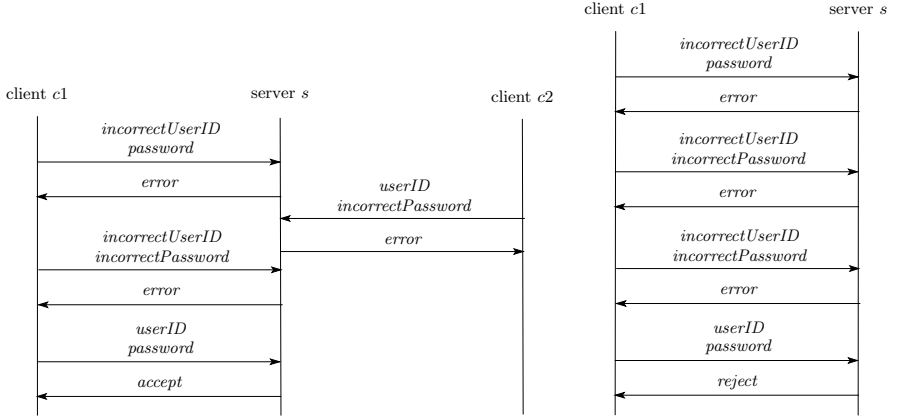 client c1
server s
client c2
incorrectUserID
password
error
userID
incorrectPassword
error
incorrectUserID
incorrectPassword
error
userID
password
accept
client c1
server s
incorrectUserID
password
error
incorrectUserID
incorrectPassword
error
incorrectUserID
incorrectPassword
error
userID
password
reject